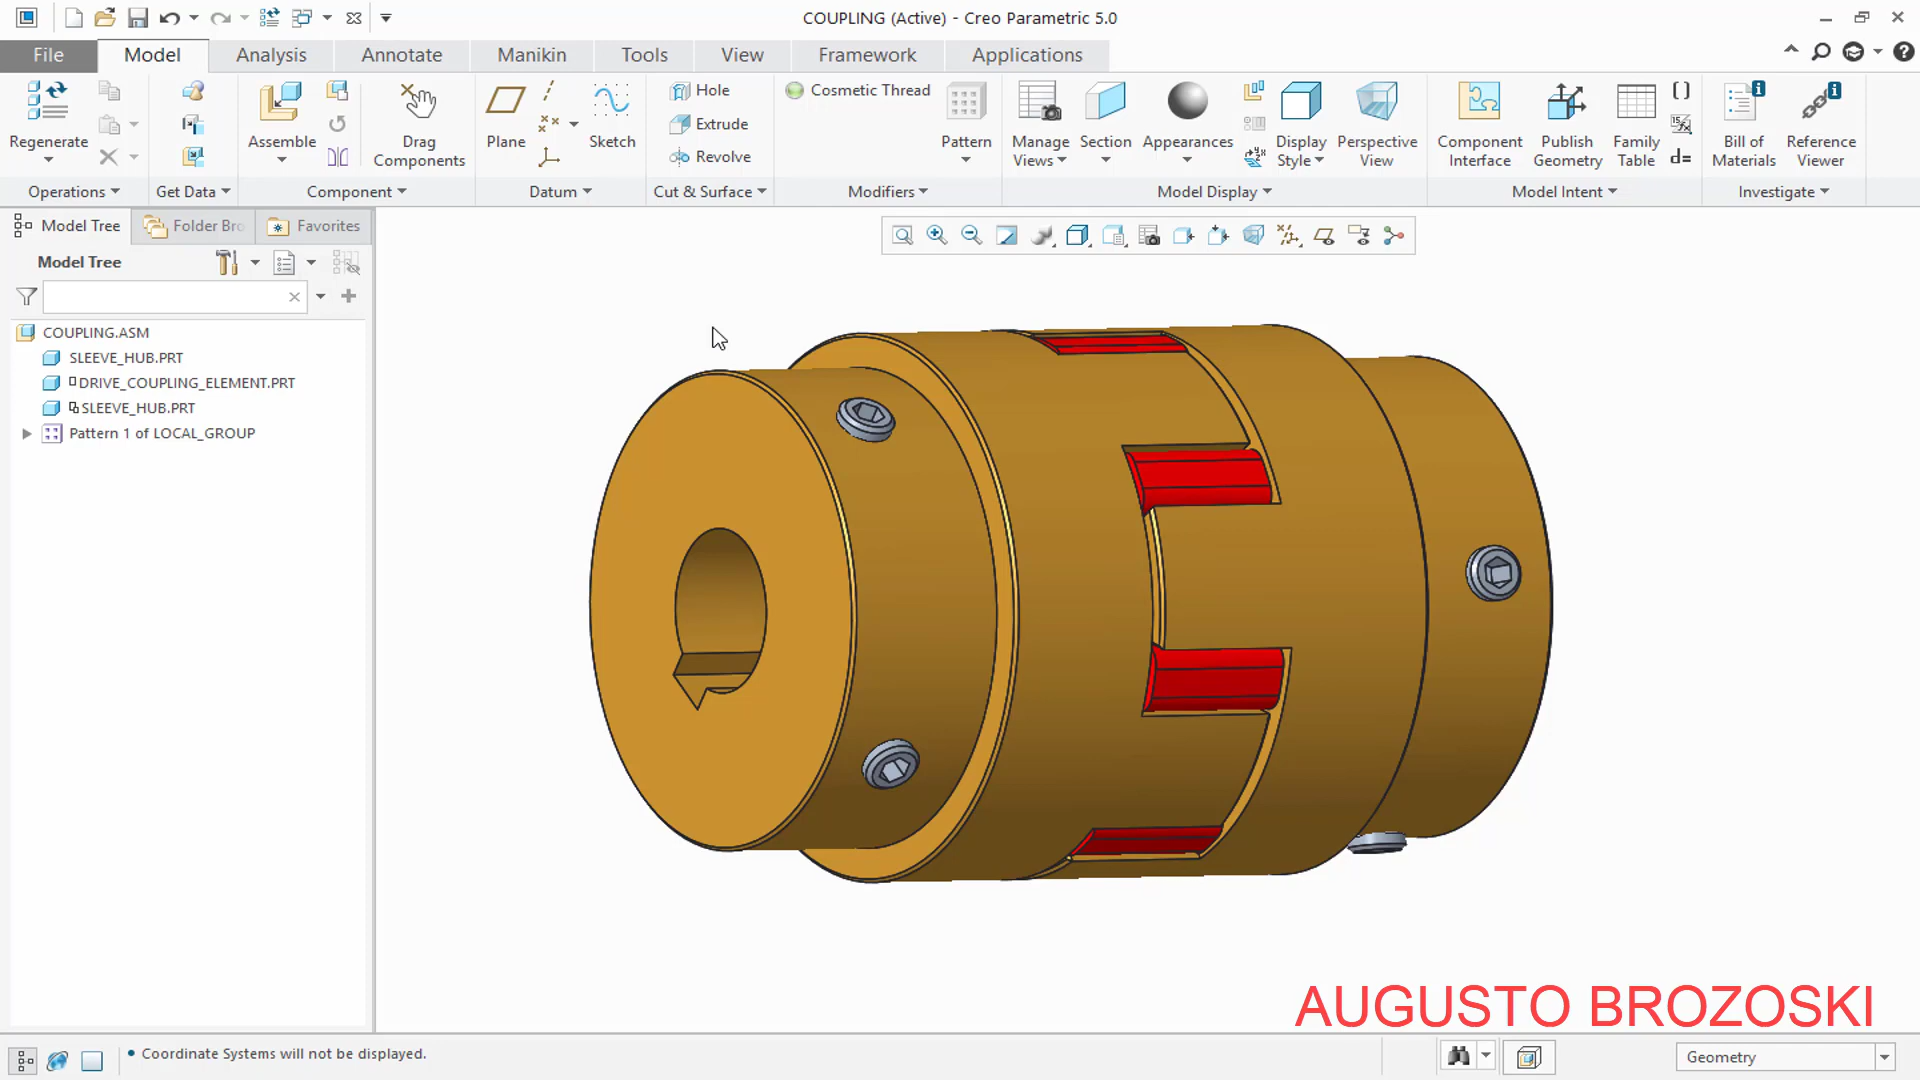 COUPLING (Active) - Creo Parametric 5.0
File Model Analysis Annotate Manikin Tools View Framework Applications
Regenerate
Assemble
Drag Components
Plane
Sketch
Hole
Extrude
Revolve
Cosmetic Thread
Pattern
Manage Views
Section
Appearances
Display Style
Perspective View
Component Interface
Publish Geometry
Family Table
Bill of Materials
Reference Viewer
Operations Get Data Component Datum Cut & Surface Modifiers Model Display Model Intent Investigate
Model Tree Folder Bro Favorites
Model Tree
COUPLING.ASM
SLEEVE_HUB.PRT
DRIVE_COUPLING_ELEMENT.PRT
SLEEVE_HUB.PRT
Pattern 1 of LOCAL_GROUP
AUGUSTO BROZOSKI
Coordinate Systems will not be displayed.
Geometry